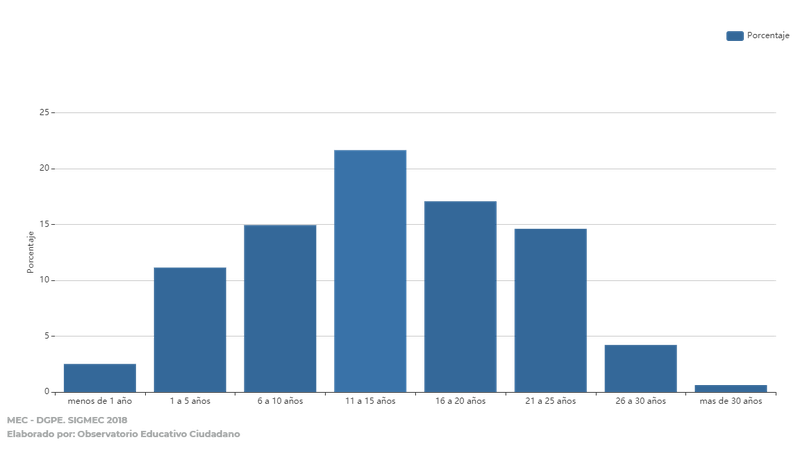 Porcentaje
25
20
15
10
5
0
Porcentaje
menos de 1 año
1 a 5 años
6 a 10 años
11 a 15 años
16 a 20 años
21 a 25 años
26 a 30 años
mas de 30 años
MEC - DGPE. SIGMEC 2018
Elaborado por: Observatorio Educativo Ciudadano